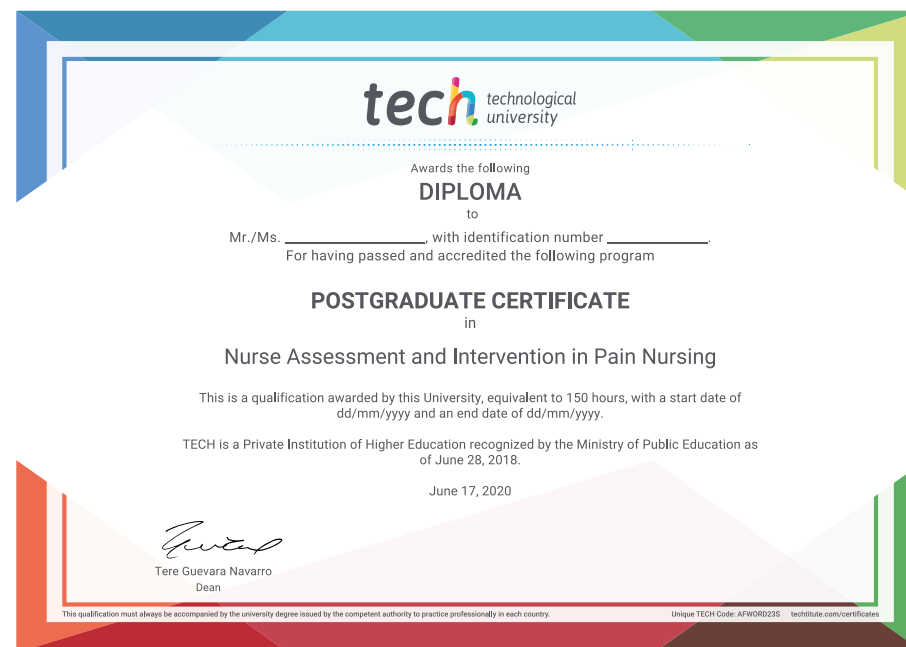 tech technological
university
Awards the following
DIPLOMA
to
Mr./Ms. ____________________, with identification number ______________.
For having passed and accredited the following program
POSTGRADUATE CERTIFICATE
in
Nurse Assessment and Intervention in Pain Nursing
This is a qualification awarded by this University, equivalent to 150 hours, with a start date of
dd/mm/yyyy and an end date of dd/mm/yyyy.
TECH is a Private Institution of Higher Education recognized by the Ministry of Public Education as
of June 28, 2018.
June 17, 2020
Tere Guevara Navarro
Dean
This qualification must always be accompanied by the university degree issued by the competent authority to practice professionally in each country. Unique TECH Code: AFWORD23S techtitute.com/certificates